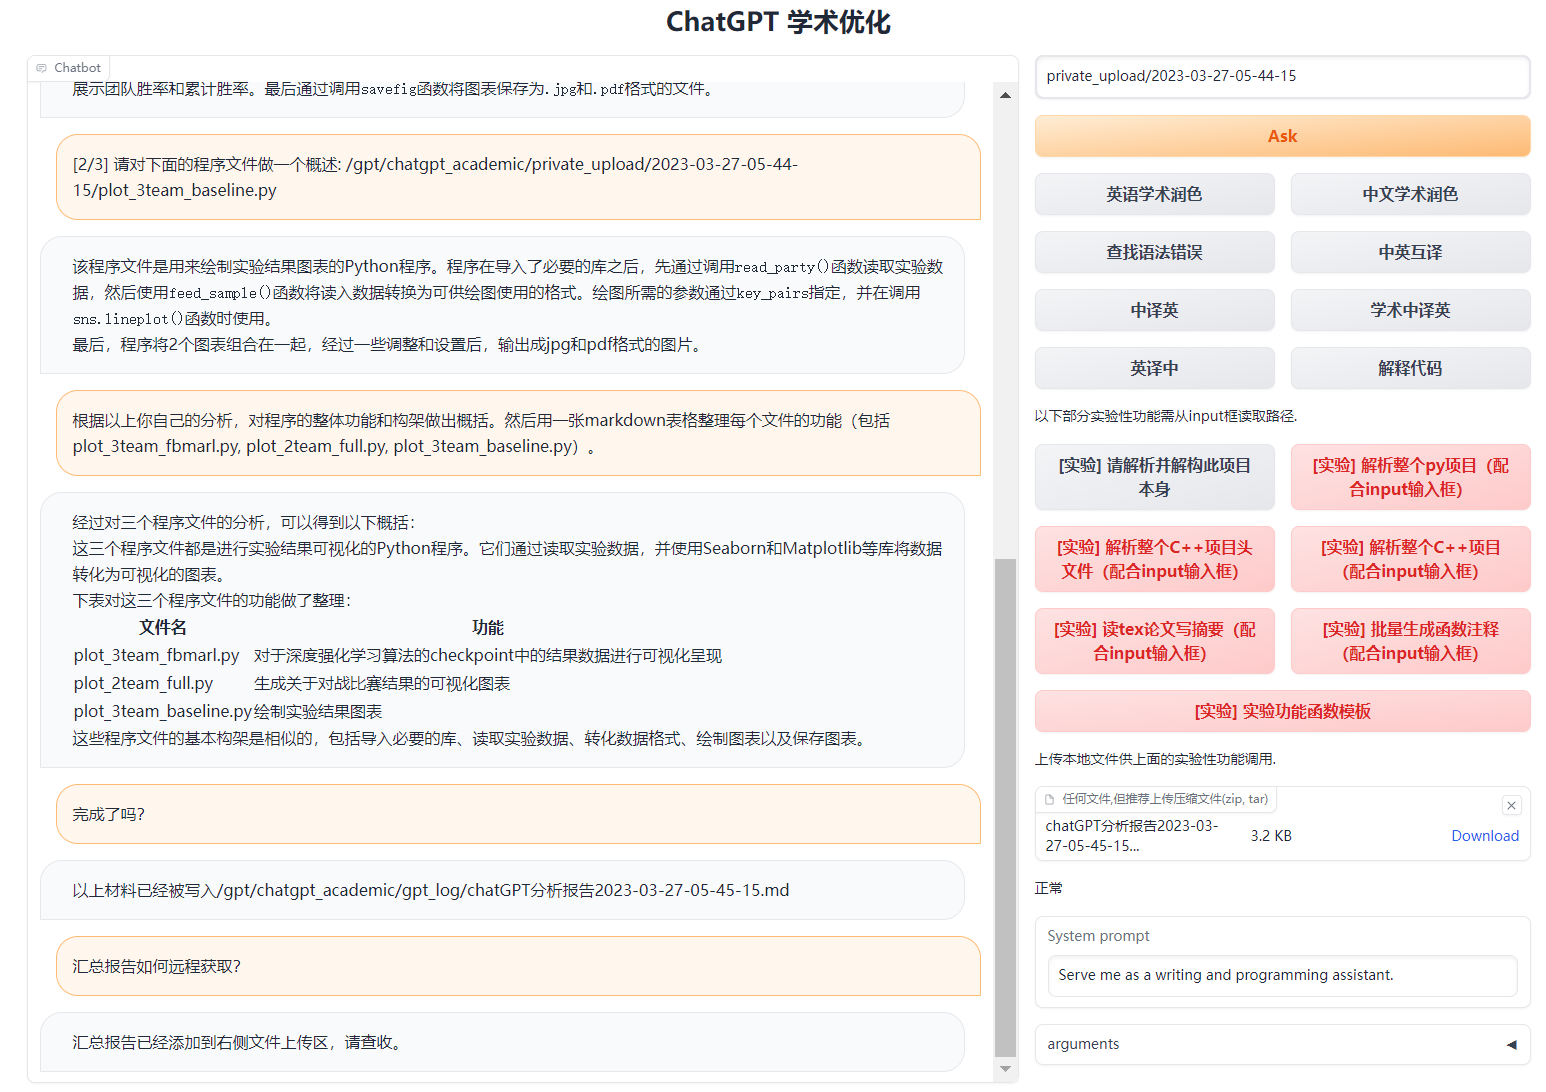 ChatGPT 学术优化
Chatbot
展示团队胜率和累计胜率。最后通过调用savefig函数将图表保存为.jpg和.pdf格式的文件。
[2/3] 请对下面的程序文件做一个概述: /gpt/chatgpt_academic/private_upload/2023-03-27-05-44-
15/plot_3team_baseline.py
该程序文件是用来绘制实验结果图表的Python程序。程序在导入了必要的库之后，先通过调用read_party()函数读取实验数
据，然后使用feed_sample()函数将读入数据转换为可供绘图使用的格式。绘图所需的参数通过key_pairs指定，并在调用
sns.lineplot()函数时使用。
最后，程序将2个图表组合在一起，经过一些调整和设置后，输出成jpg和pdf格式的图片。
根据以上你自己的分析，对程序的整体功能和构架做出概括。然后用一张markdown表格整理每个文件的功能（包括
plot_3team_fbmarl.py, plot_2team_full.py, plot_3team_baseline.py）。
经过对三个程序文件的分析，可以得到以下概括：
这三个程序文件都是进行实验结果可视化的Python程序。它们通过读取实验数据，并使用Seaborn和Matplotlib等库将数据
转化为可视化的图表。
下表对这三个程序文件的功能做了整理：
文件名 功能
plot_3team_fbmarl.py 对于深度强化学习算法的checkpoint中的结果数据进行可视化呈现
plot_2team_full.py 生成关于对战比赛结果的可视化图表
plot_3team_baseline.py 绘制实验结果图表
这些程序文件的基本构架是相似的，包括导入必要的库、读取实验数据、转化数据格式、绘制图表以及保存图表。
完成了吗？
以上材料已经被写入/gpt/chatgpt_academic/gpt_log/chatGPT分析报告2023-03-27-05-45-15.md
汇总报告如何远程获取？
汇总报告已经添加到右侧文件上传区，请查收。
private_upload/2023-03-27-05-44-15
Ask
英语学术润色 中文学术润色
查找语法错误 中英互译
中译英 学术中译英
英译中 解释代码
以下部分实验性功能需从input框读取路径.
[实验] 请解析并解构此项目
本身
[实验] 解析整个py项目（配
合input输入框）
[实验] 解析整个C++项目头
文件（配合input输入框）
[实验] 解析整个C++项目
（配合input输入框）
[实验] 读tex论文写摘要（配
合input输入框）
[实验] 批量生成函数注释
（配合input输入框）
[实验] 实验功能函数模板
上传本地文件供上面的实验性功能调用.
任何文件,但推荐上传压缩文件(zip, tar)
chatGPT分析报告2023-03-
27-05-45-15...
3.2 KB
Download
正常
System prompt
Serve me as a writing and programming assistant.
arguments